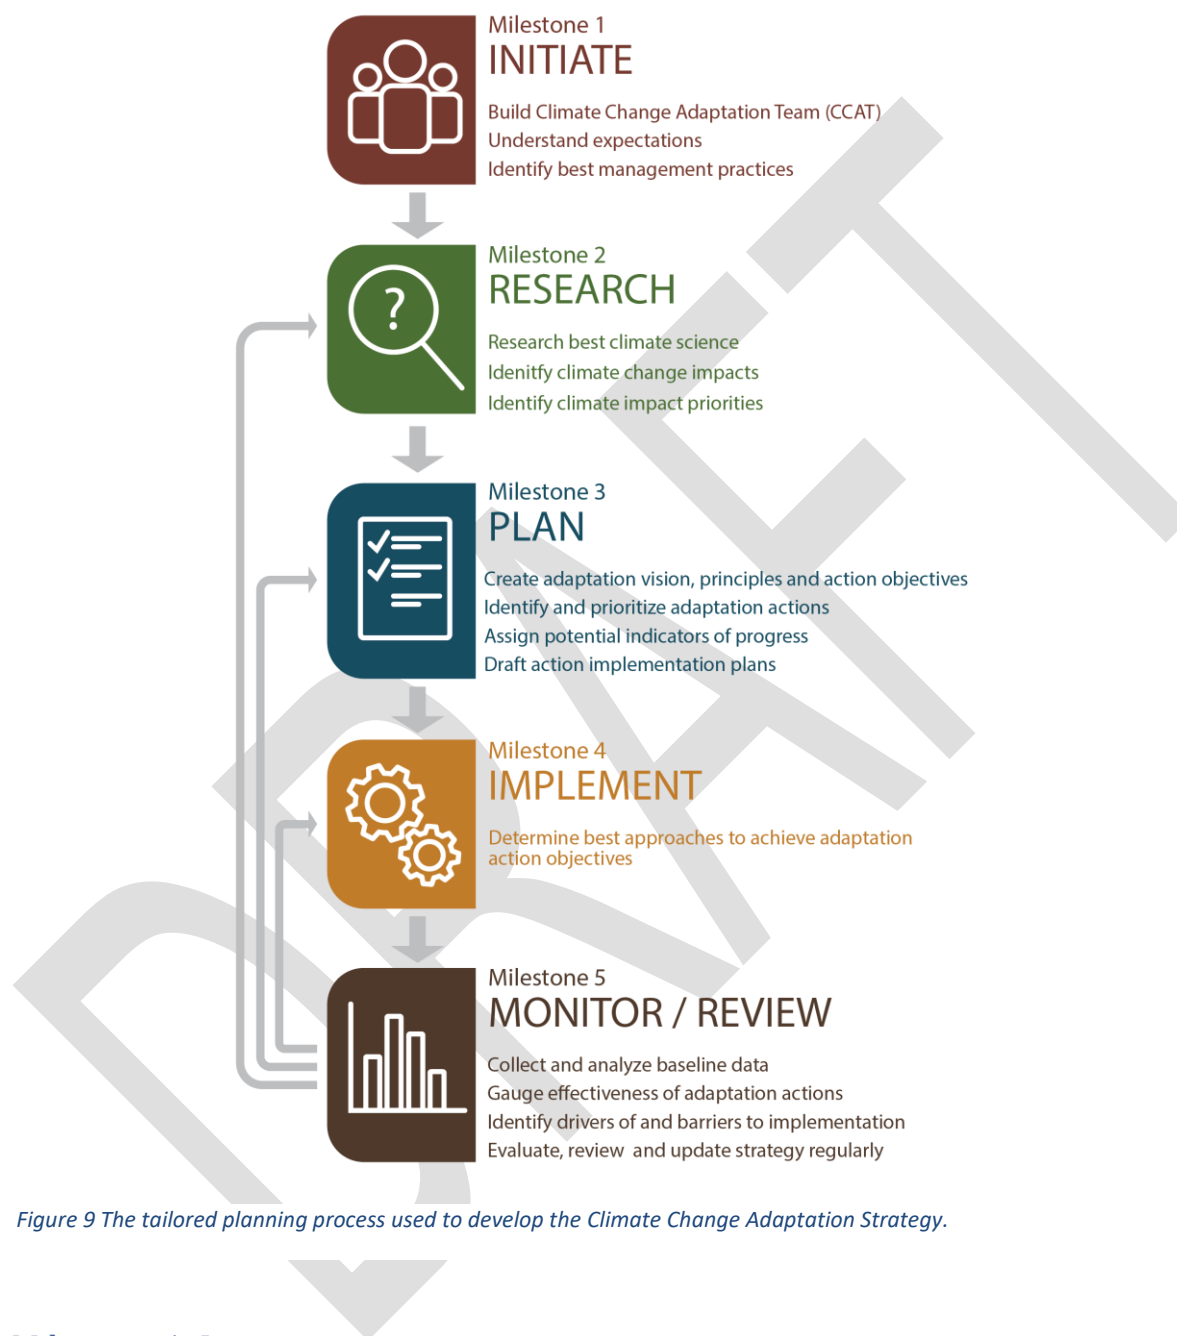 Milestone 1
INITIATE
Build Climate Change Adaptation Team (CCAT)
Understand expectations
Identify best management practices
Milestone 2
RESEARCH
?
Research best climate science
Idenitfy climate change impacts
Identify climate impact priorities
Milestone 3
PLAN
Create adaptation vision, principles and action objectives
Identify and prioritize adaptation actions
Assign potential indicators of progress
Draft action implementation plans
Milestone 4
IMPLEMENT
Determine best approaches to achieve adaptation
action objectives
Milestone 5
MONITOR / REVIEW
Collect and analyze baseline data
Gauge effectiveness of adaptation actions
Identify drivers of and barriers to implementation
Evaluate, review and update strategy regularly
Figure 9 The tailored planning process used to develop the Climate Change Adaptation Strategy.
DRAFT